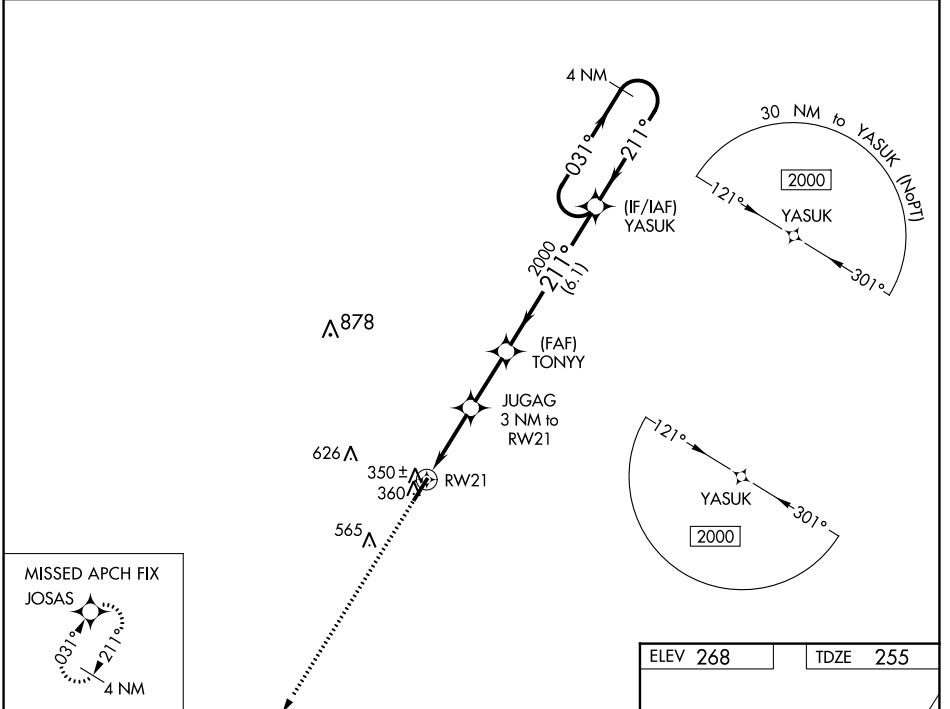 4 NM
031°
211°
(IF/IAF)
YASUK
30 NM to YASUK (NoPT)
2000
121°
YASUK
301°
2000
211°
(6.1)
878
(FAF)
TONYY
JUGAG
3 NM to
RW21
626
350 ±
360
RW21
565
121°
YASUK
301°
2000
MISSED APCH FIX
JOSAS
031°
211°
4 NM
ELEV 268
TDZE 255